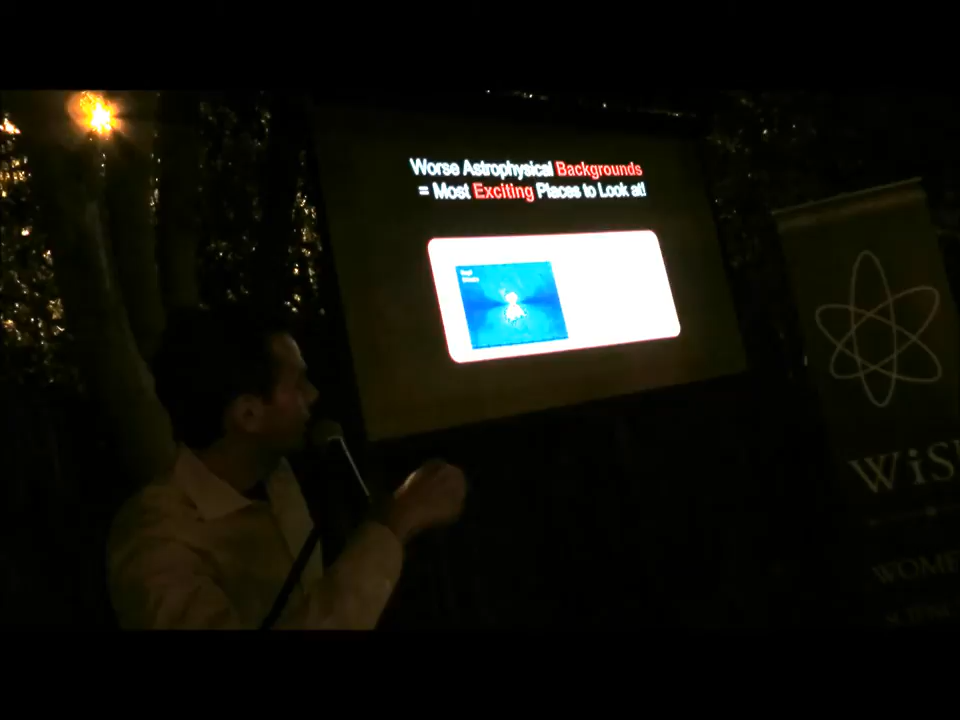 Worse Astrophysical Backgrounds
= Most Exciting Places to Look at!
WiS
WOME